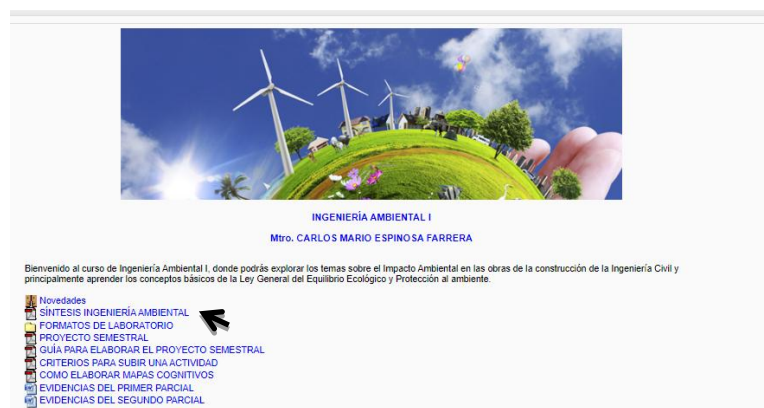 INGENIERÍA AMBIENTAL I
Mtro. CARLOS MARIO ESPINOSA FARRERA
Bienvenido al curso de Ingeniería Ambiental I, donde podrás explorar los temas sobre el Impacto Ambiental en las obras de la construcción de la Ingeniería Civil y
principalmente aprender los conceptos básicos de la Ley General del Equilibrio Ecológico y Protección al ambiente.
Novedades
SÍNTESIS INGENIERÍA AMBIENTAL
FORMATOS DE LABORATORIO
PROYECTO SEMESTRAL
GUÍA PARA ELABORAR EL PROYECTO SEMESTRAL
CRITERIOS PARA SUBIR UNA ACTIVIDAD
COMO ELABORAR MAPAS COGNITIVOS
EVIDENCIAS DEL PRIMER PARCIAL
EVIDENCIAS DEL SEGUNDO PARCIAL